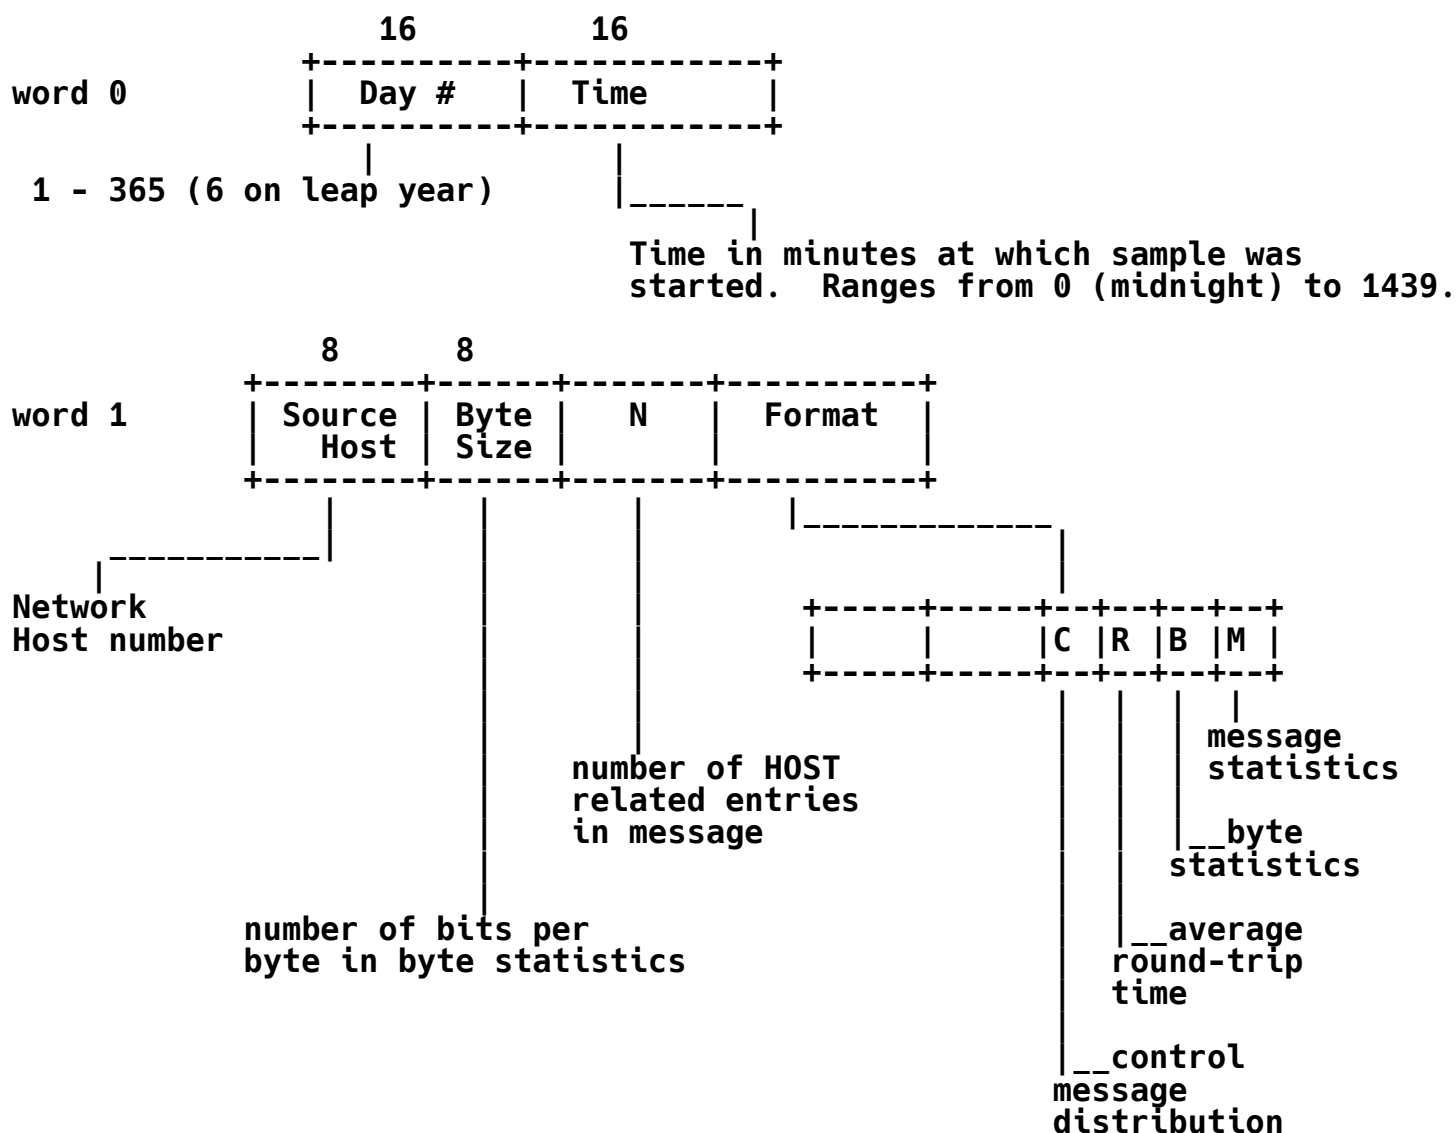 16 16
word 0 | Day # | Time |
1 - 365 (6 on leap year)
Time in minutes at which sample was
started. Ranges from 0 (midnight) to 1439.
8 8
word 1 | Source | Byte | N | Format |
| Host | Size | | |
Network
Host number
| | |C |R |B |M |
message
number of HOST statistics
related entries
in message __byte
statistics
number of bits per __average
byte in byte statistics round-trip
time
__control
message
distribution